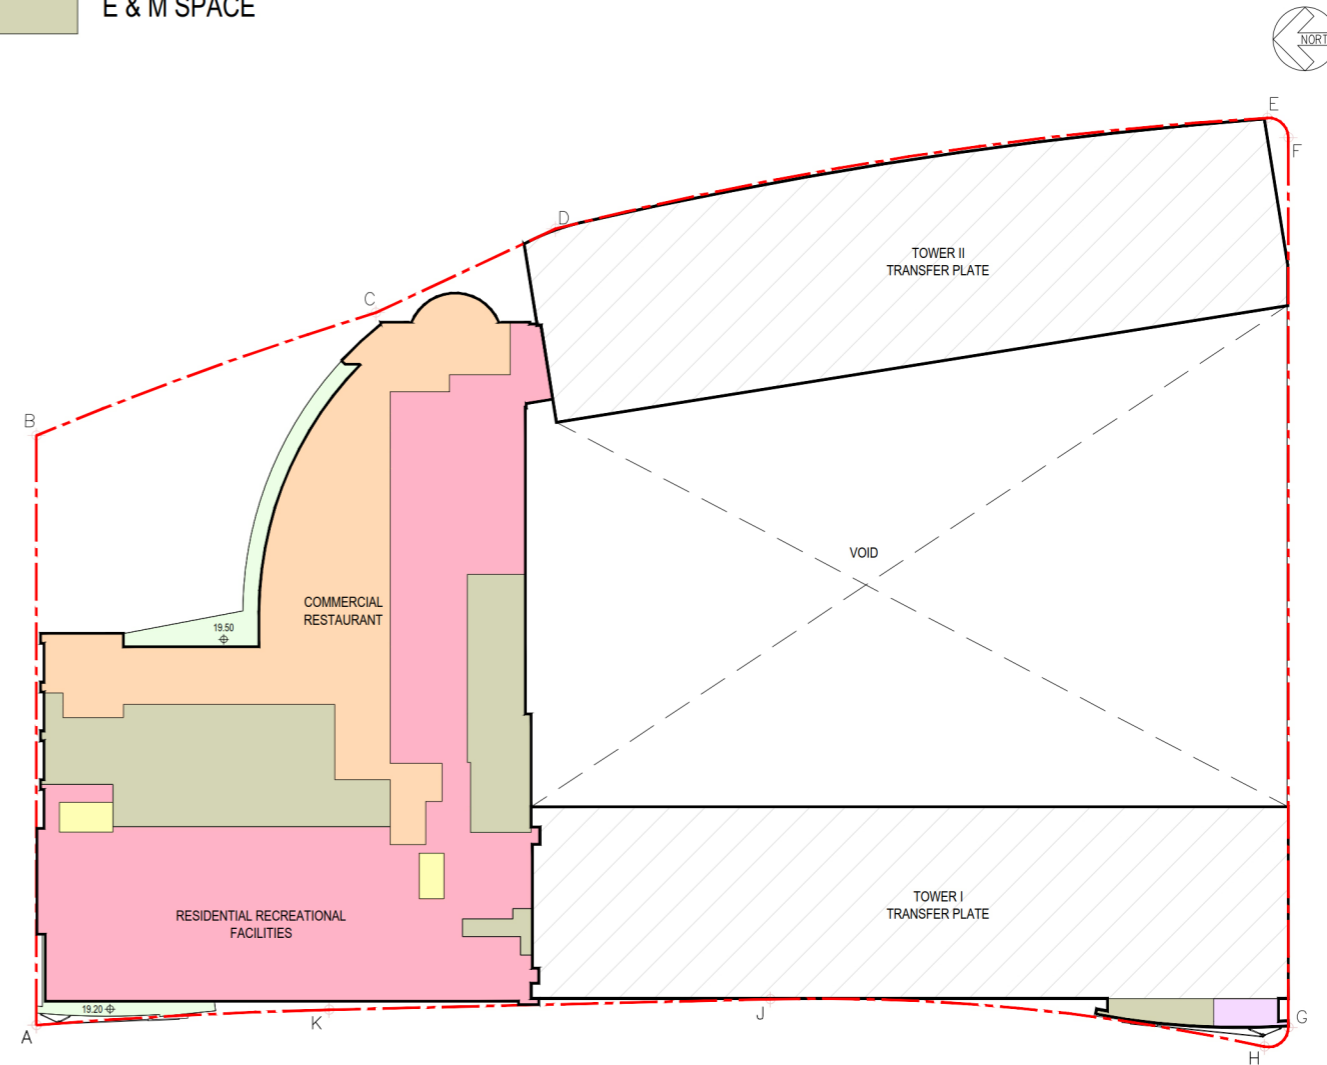 E & M SPACE
NORT
E
F
D
TOWER II
TRANSFER PLATE
C
B
VOID
COMMERCIAL
RESTAURANT
19.50
TOWER I
TRANSFER PLATE
RESIDENTIAL RECREATIONAL
FACILITIES
19.20
A
K
J
G
H